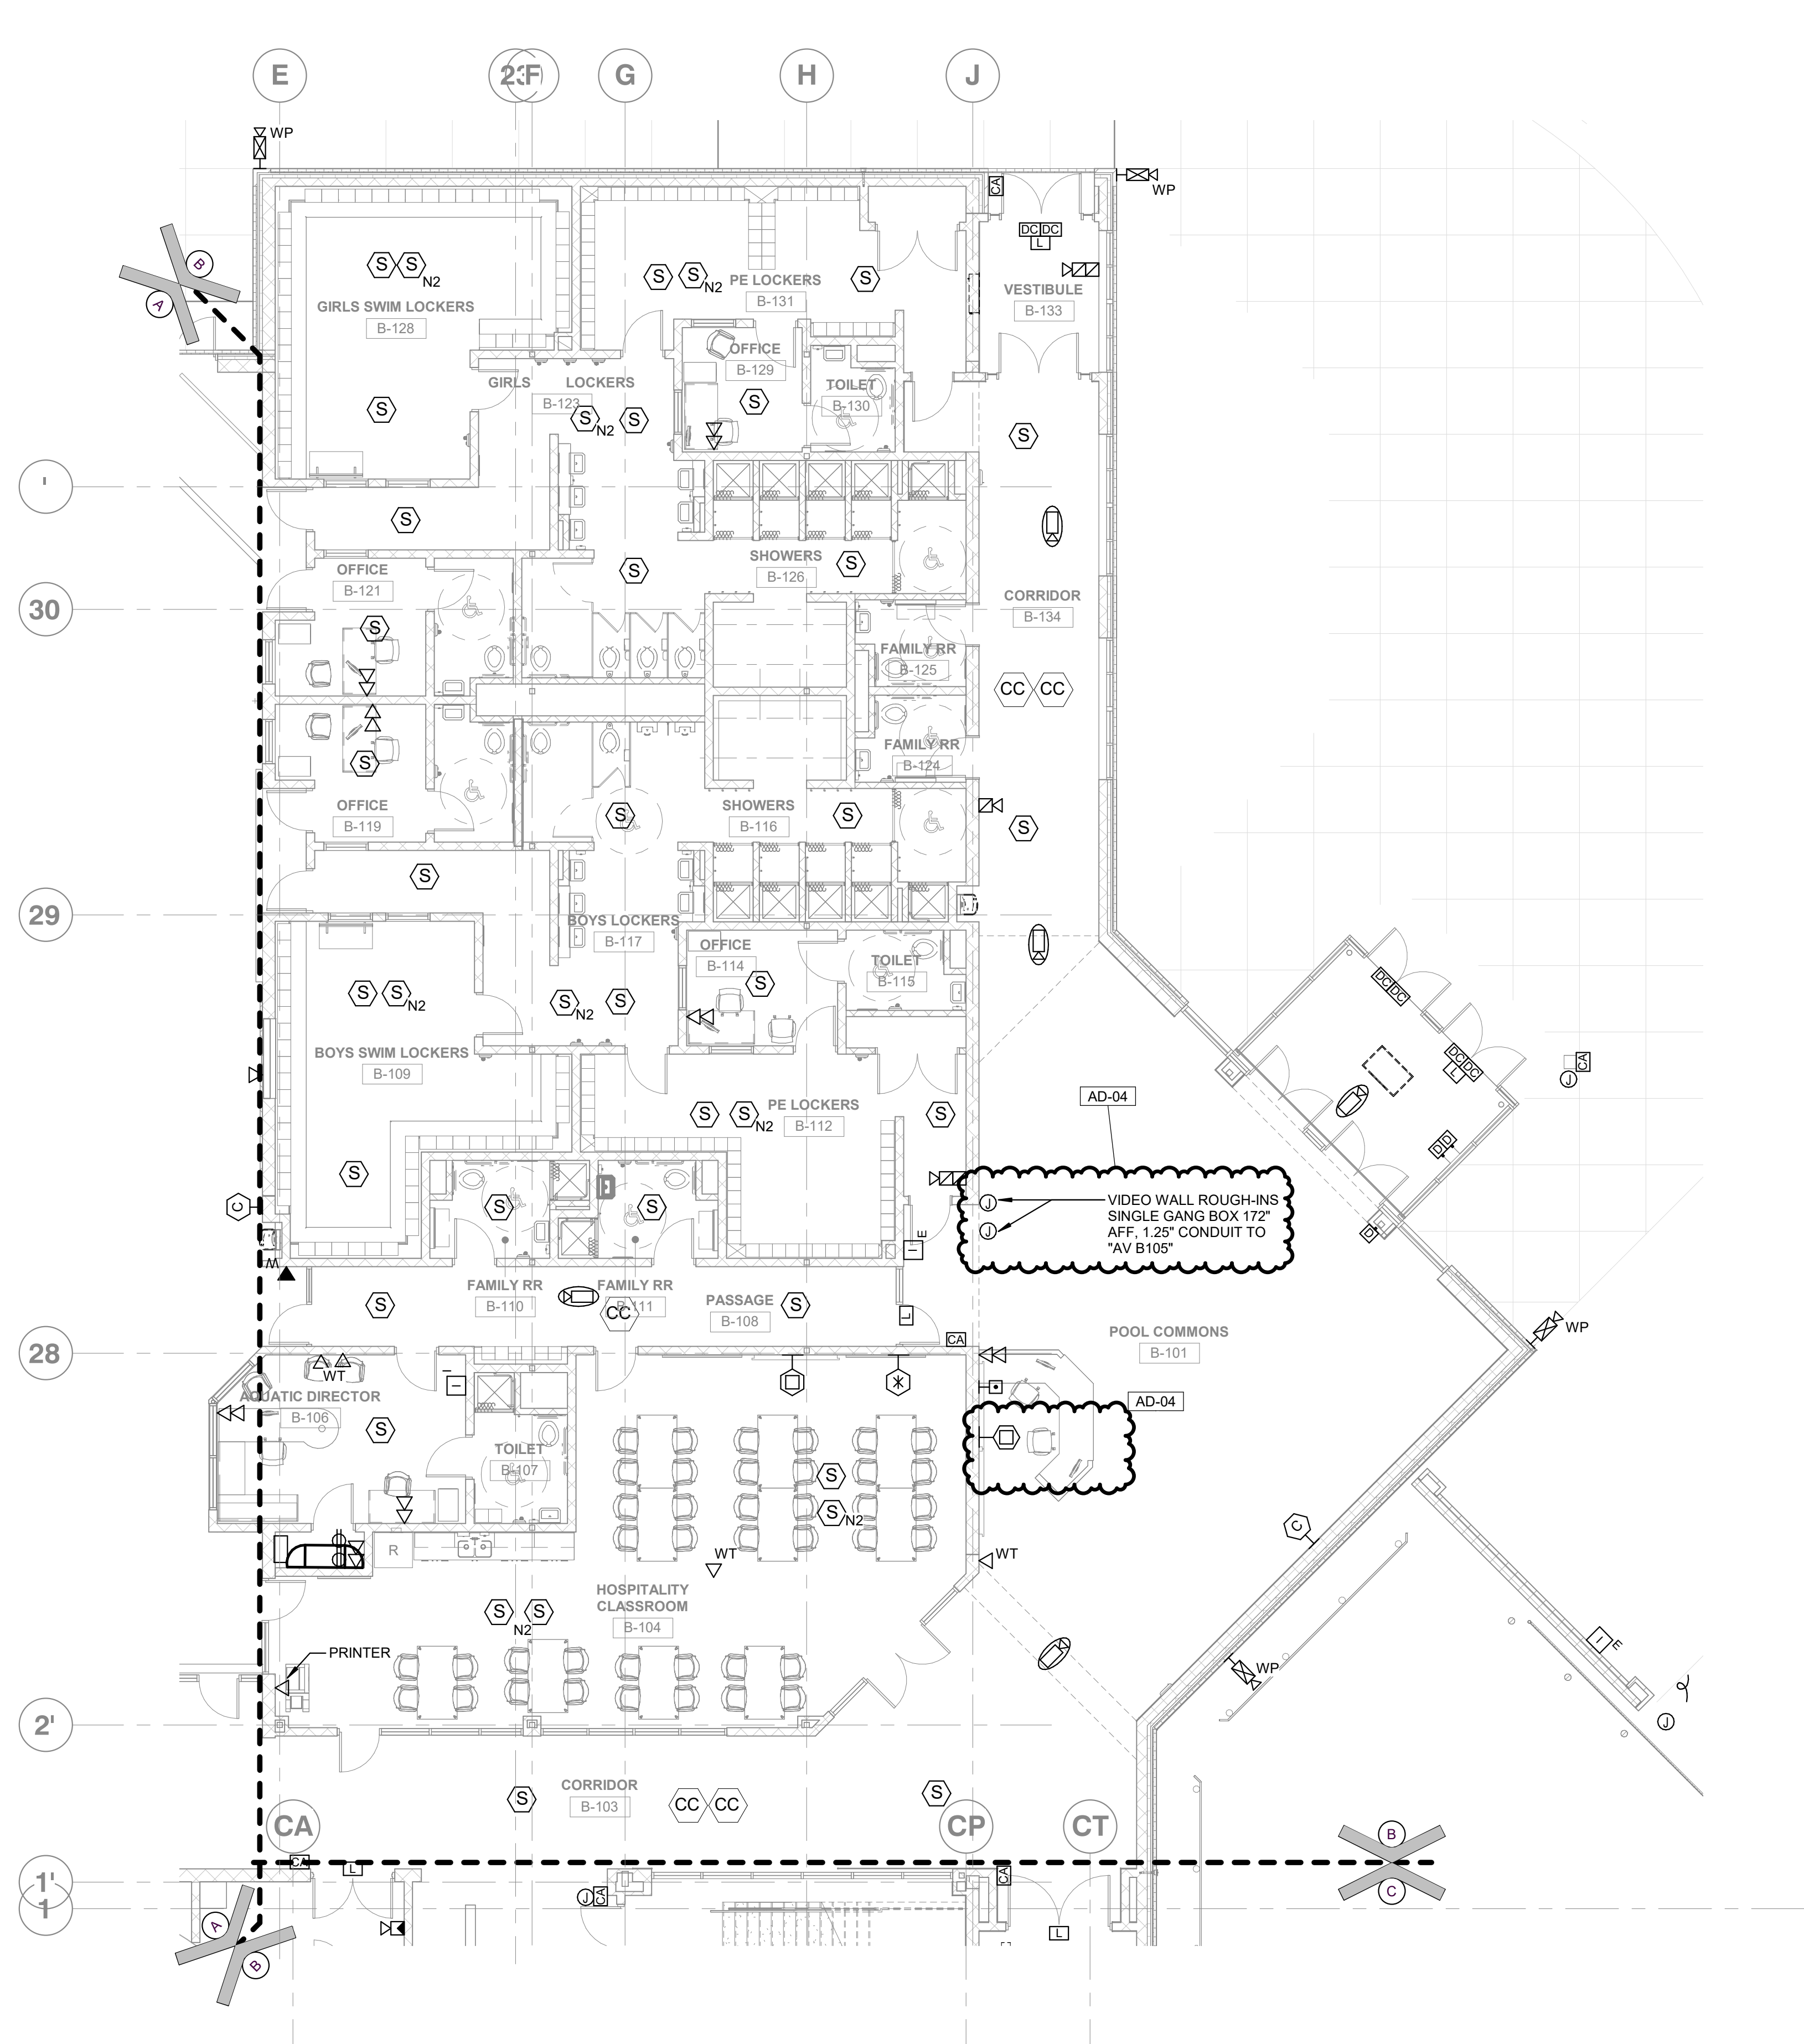 E
F
G
H
J
WP
CA
WP
DC DC
L
S S
N2
S
S
N2
S
PE LOCKERS
B-131
VESTIBULE
B-133
B
A
GIRLS SWIM LOCKERS
B-128
OFFICE
B-129
TOILET
B-130
GIRLS LOCKERS
B-123
S
S
N2
S
S
S
'
S
SHOWERS
B-126
S
S
OFFICE
B-121
30
CORRIDOR
B-134
S
FAMILY RR
B-125
CC CC
FAMILY RR
B-124
S
OFFICE
B-119
SHOWERS
B-116
S
S
S
S
29
BOYS LOCKERS
B-117
OFFICE
B-114
TOILET
B-115
S
S S
N2
S
N2
S
DC DC
BOYS SWIM LOCKERS
B-109
DC DC
L
CA
J
AD-04
PE LOCKERS
B-112
S
S
N2
S
D D
S
S
S
C
E
I
J
J
VIDEO WALL ROUGH-INS
SINGLE GANG BOX 172"
AFF, 1.25" CONDUIT TO
"AV B105"
D
M
FAMILY RR
B-110
FAMILY RR
B-111
CC
PASSAGE
B-108
S
S
L
CA
WP
28
POOL COMMONS
B-101
WT
I
AQUATIC DIRECTOR
B-106
AD-04
S
TOILET
B-107
S
S
N2
C
R
WT
WT
HOSPITALITY
CLASSROOM
B-104
S
S
N2
PRINTER
WP
I
E
2'
J
CORRIDOR
B-103
S
CC CC
S
CA
CP
CT
B
C
CA
L
CA
1'
1
J
CA
L
A
B